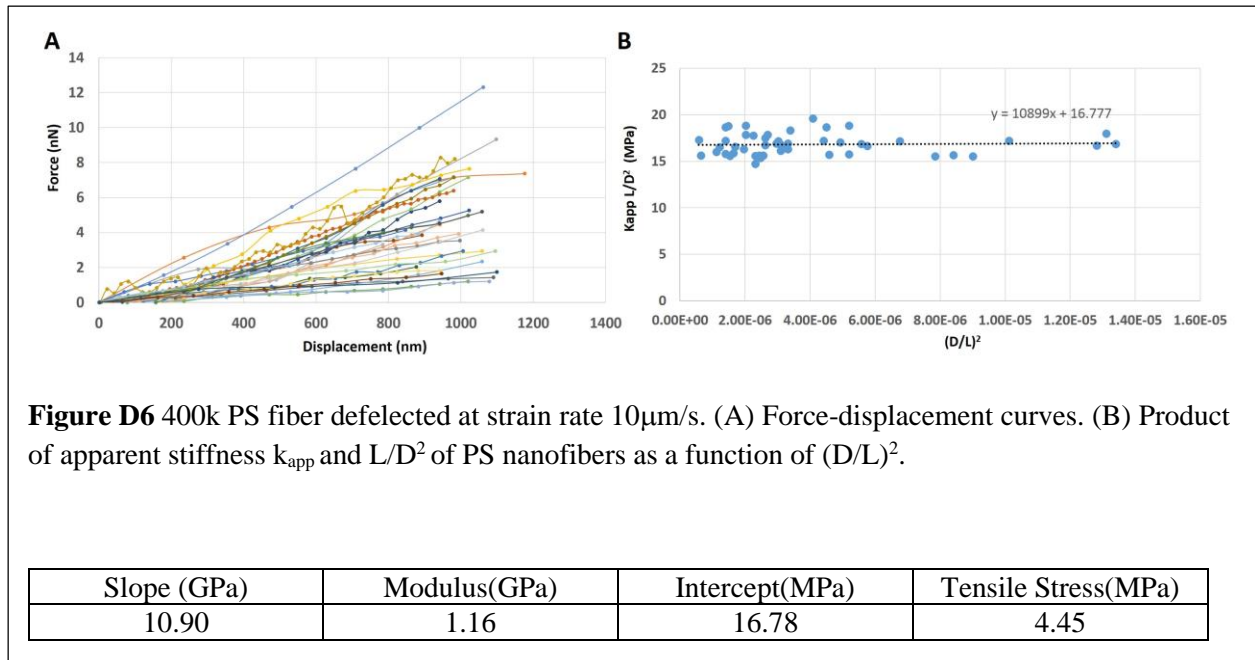 A
Force (nN)
14
12
10
8
6
4
2
0
0 200 400 600 800 1000 1200 1400
Displacement (nm)
B
Kapp L/D² (MPa)
25
20
15
10
5
0
y = 10899x + 16.777
0.00E+00 2.00E-06 4.00E-06 6.00E-06 8.00E-06 1.00E-05 1.20E-05 1.40E-05 1.60E-05
(D/L)²
Figure D6 400k PS fiber defelected at strain rate 10μm/s. (A) Force-displacement curves. (B) Product
of apparent stiffness kapp and L/D² of PS nanofibers as a function of (D/L)².
Slope (GPa) Modulus(GPa) Intercept(MPa) Tensile Stress(MPa)
10.90 1.16 16.78 4.45